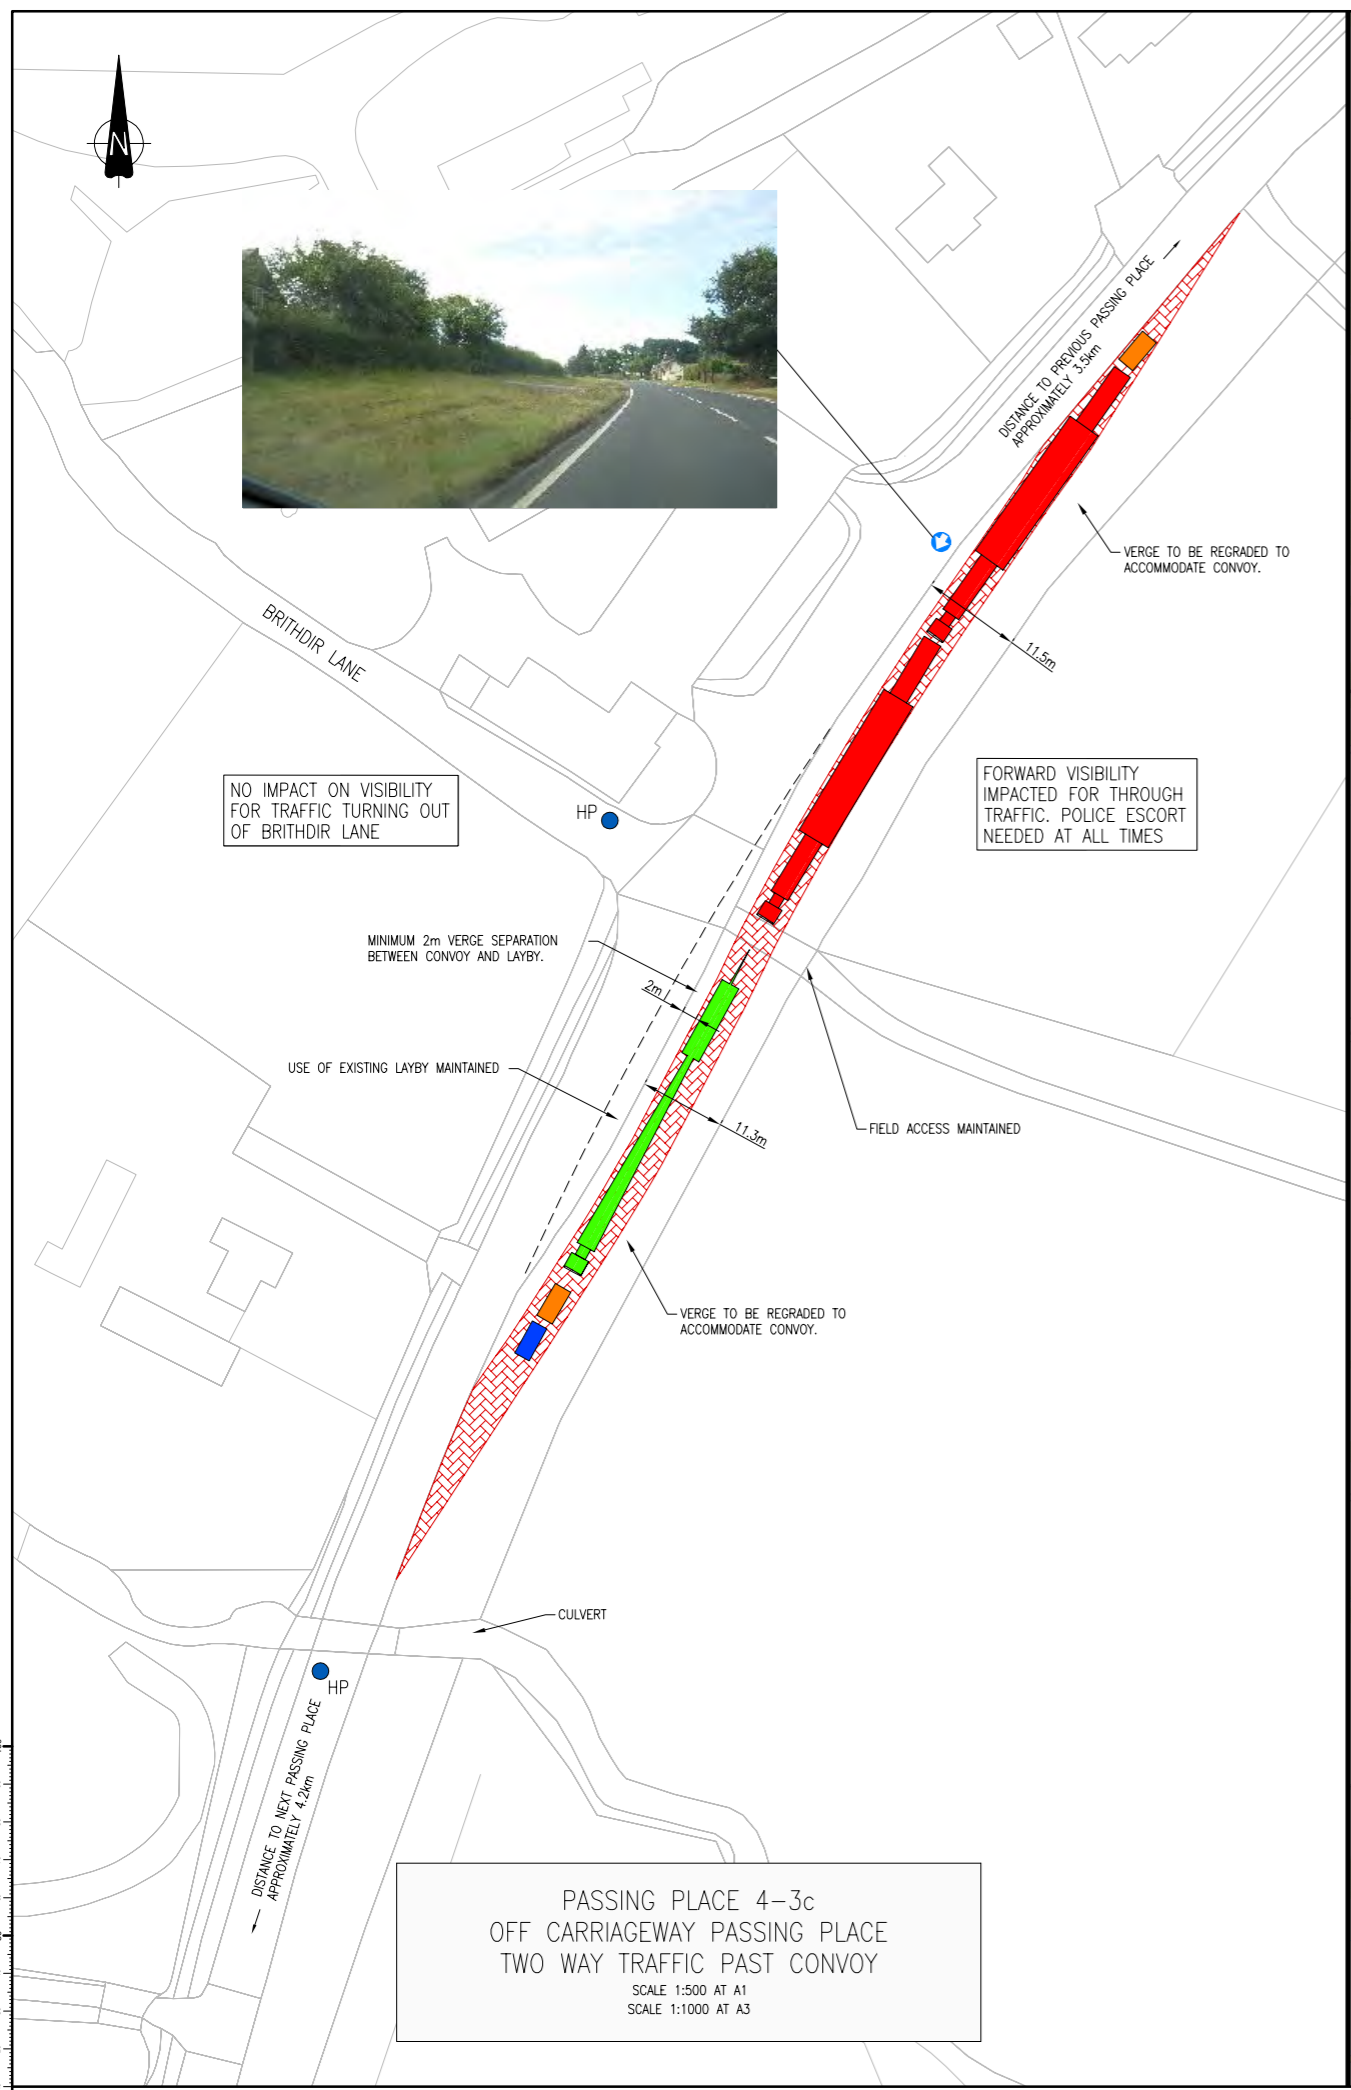 N
DISTANCE TO PREVIOUS PASSING PLACE
APPROXIMATELY 3.5km
VERGE TO BE REGRADED TO
ACCOMMODATE CONVOY.
11.5m
BRITHDIR LANE
NO IMPACT ON VISIBILITY
FOR TRAFFIC TURNING OUT
OF BRITHDIR LANE
HP
FORWARD VISIBILITY
IMPACTED FOR THROUGH
TRAFFIC. POLICE ESCORT
NEEDED AT ALL TIMES
MINIMUM 2m VERGE SEPARATION
BETWEEN CONVOY AND LAYBY.
2m
USE OF EXISTING LAYBY MAINTAINED
11.3m
FIELD ACCESS MAINTAINED
VERGE TO BE REGRADED TO
ACCOMMODATE CONVOY.
CULVERT
HP
DISTANCE TO NEXT PASSING PLACE
APPROXIMATELY 4.2km
PASSING PLACE 4-3c
OFF CARRIAGEWAY PASSING PLACE
TWO WAY TRAFFIC PAST CONVOY
SCALE 1:500 AT A1
SCALE 1:1000 AT A3